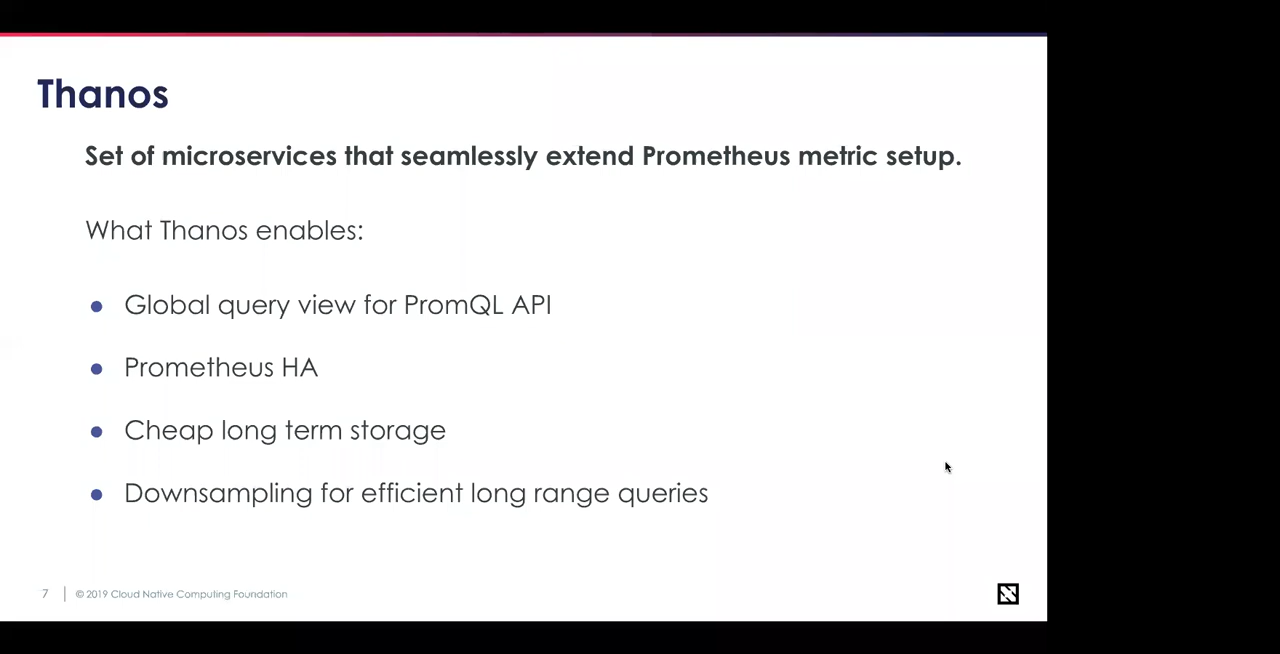 Thanos
Set of microservices that seamlessly extend Prometheus metric setup.
What Thanos enables:
● Global query view for PromQL API
● Prometheus HA
● Cheap long term storage
● Downsampling for efficient long range queries
7 | © 2019 Cloud Native Computing Foundation